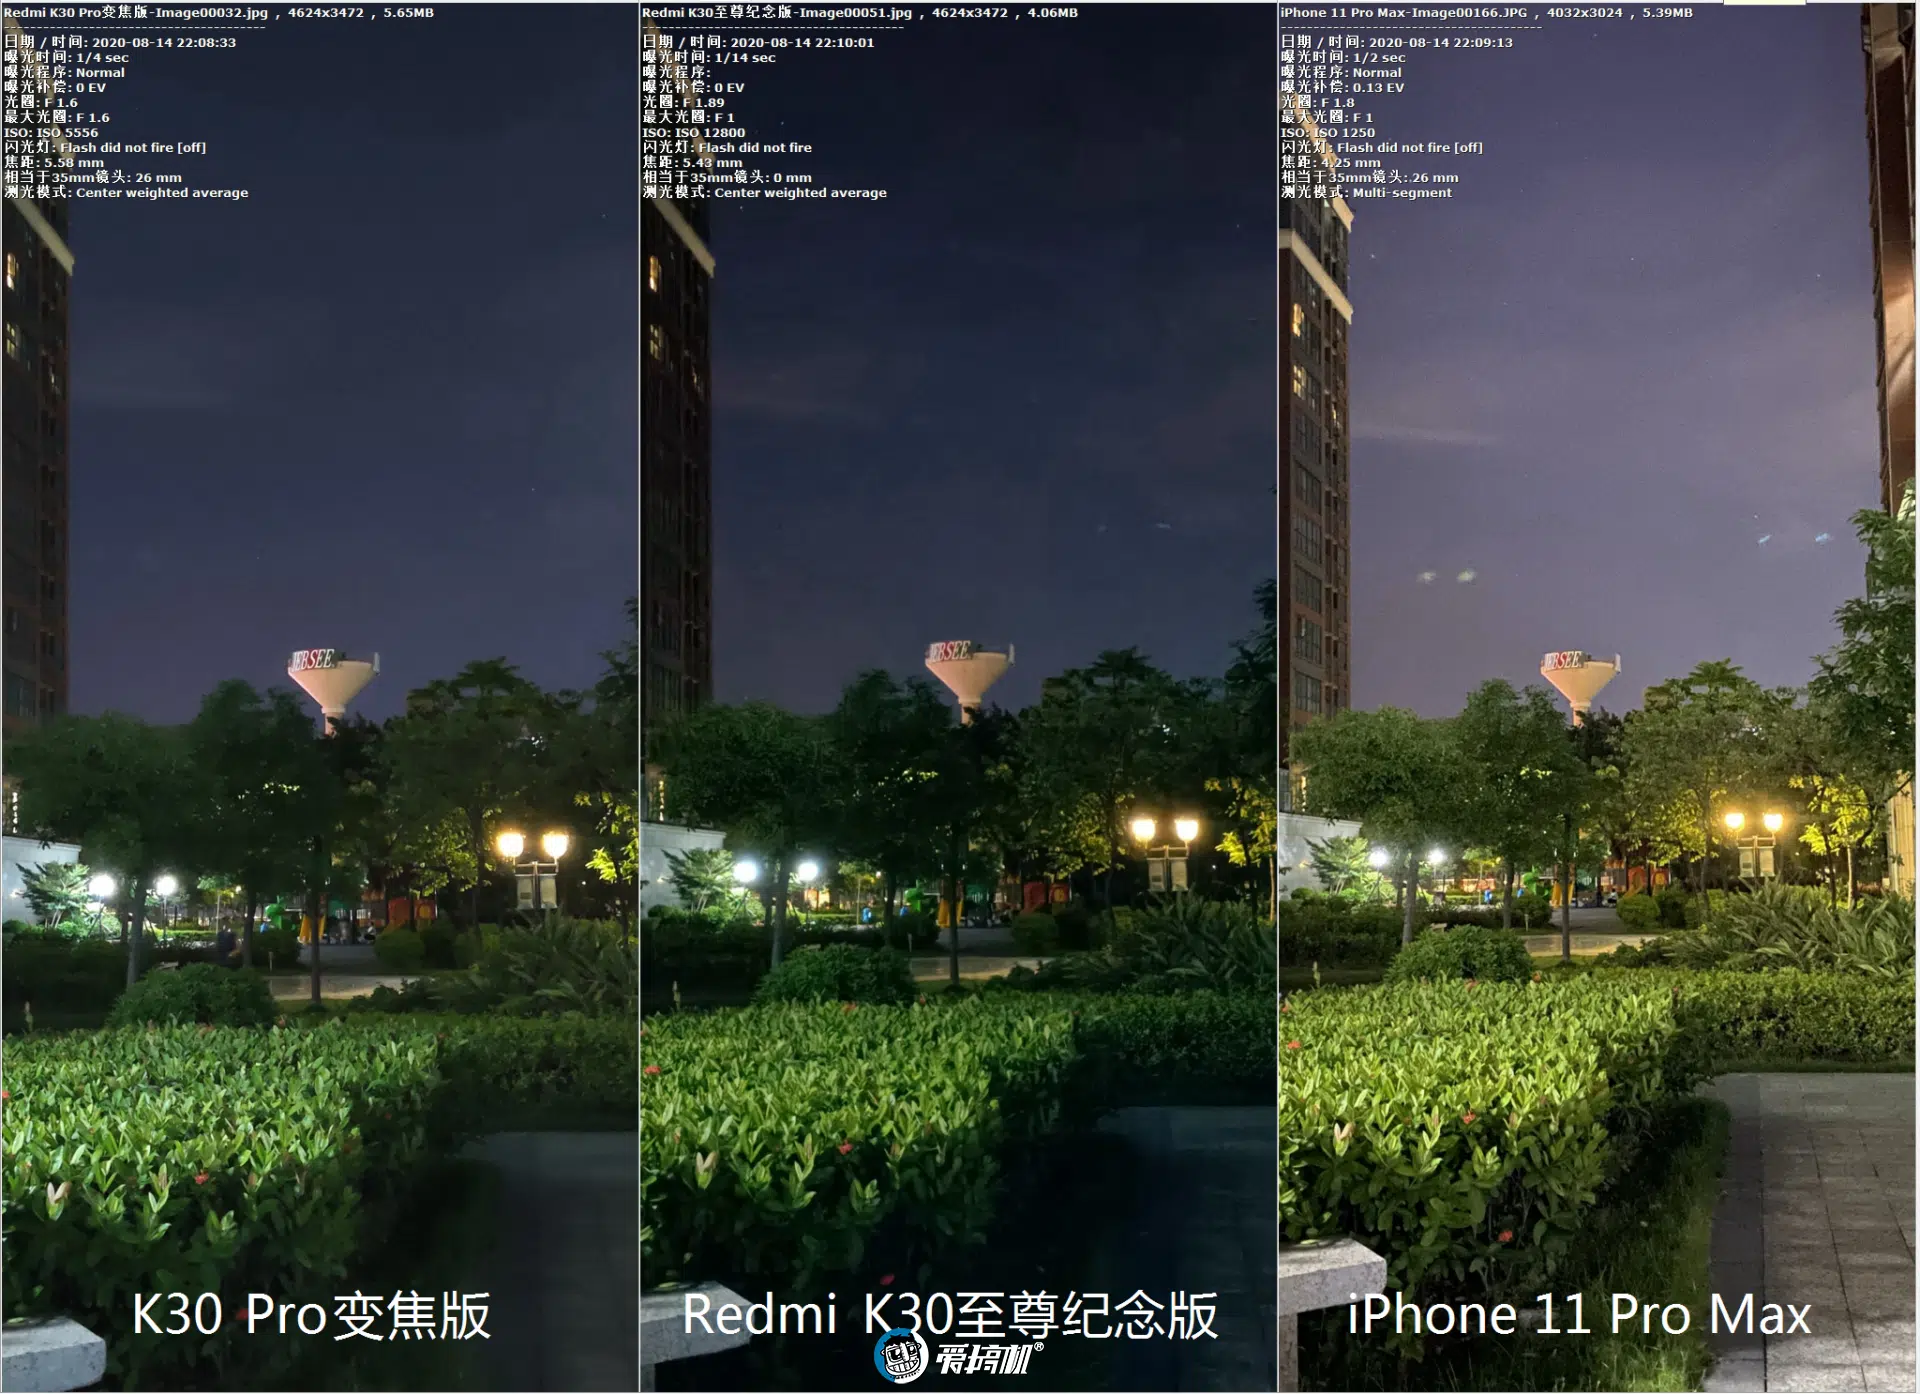 Redmi K30 Pro变焦版-Image00032.jpg , 4624x3472 , 5.65MB
日期 / 时间: 2020-08-14 22:08:33
曝光时间: 1/4 sec
曝光程序: Normal
曝光补偿: 0 EV
光圈: F 1.6
最大光圈: F 1.6
ISO: ISO 5556
闪光灯: Flash did not fire [off]
焦距: 5.58 mm
相当于35mm镜头: 26 mm
测光模式: Center weighted average
JEBSEE
K30 Pro变焦版
Redmi K30至尊纪念版-Image00051.jpg , 4624x3472 , 4.06MB
日期 / 时间: 2020-08-14 22:10:01
曝光时间: 1/14 sec
曝光程序:
曝光补偿: 0 EV
光圈: F 1.89
最大光圈: F 1
ISO: ISO 12800
闪光灯: Flash did not fire
焦距: 5.43 mm
相当于35mm镜头: 0 mm
测光模式: Center weighted average
JEBSEE
Redmi K30至尊纪念版
爱搞机®
iPhone 11 Pro Max-Image00166.JPG , 4032x3024 , 5.39MB
日期 / 时间: 2020-08-14 22:09:13
曝光时间: 1/2 sec
曝光程序: Normal
曝光补偿: 0.13 EV
光圈: F 1.8
最大光圈: F 1
ISO: ISO 1250
闪光灯: Flash did not fire [off]
焦距: 4.25 mm
相当于35mm镜头: 26 mm
测光模式: Multi-segment
JEBSEE
iPhone 11 Pro Max